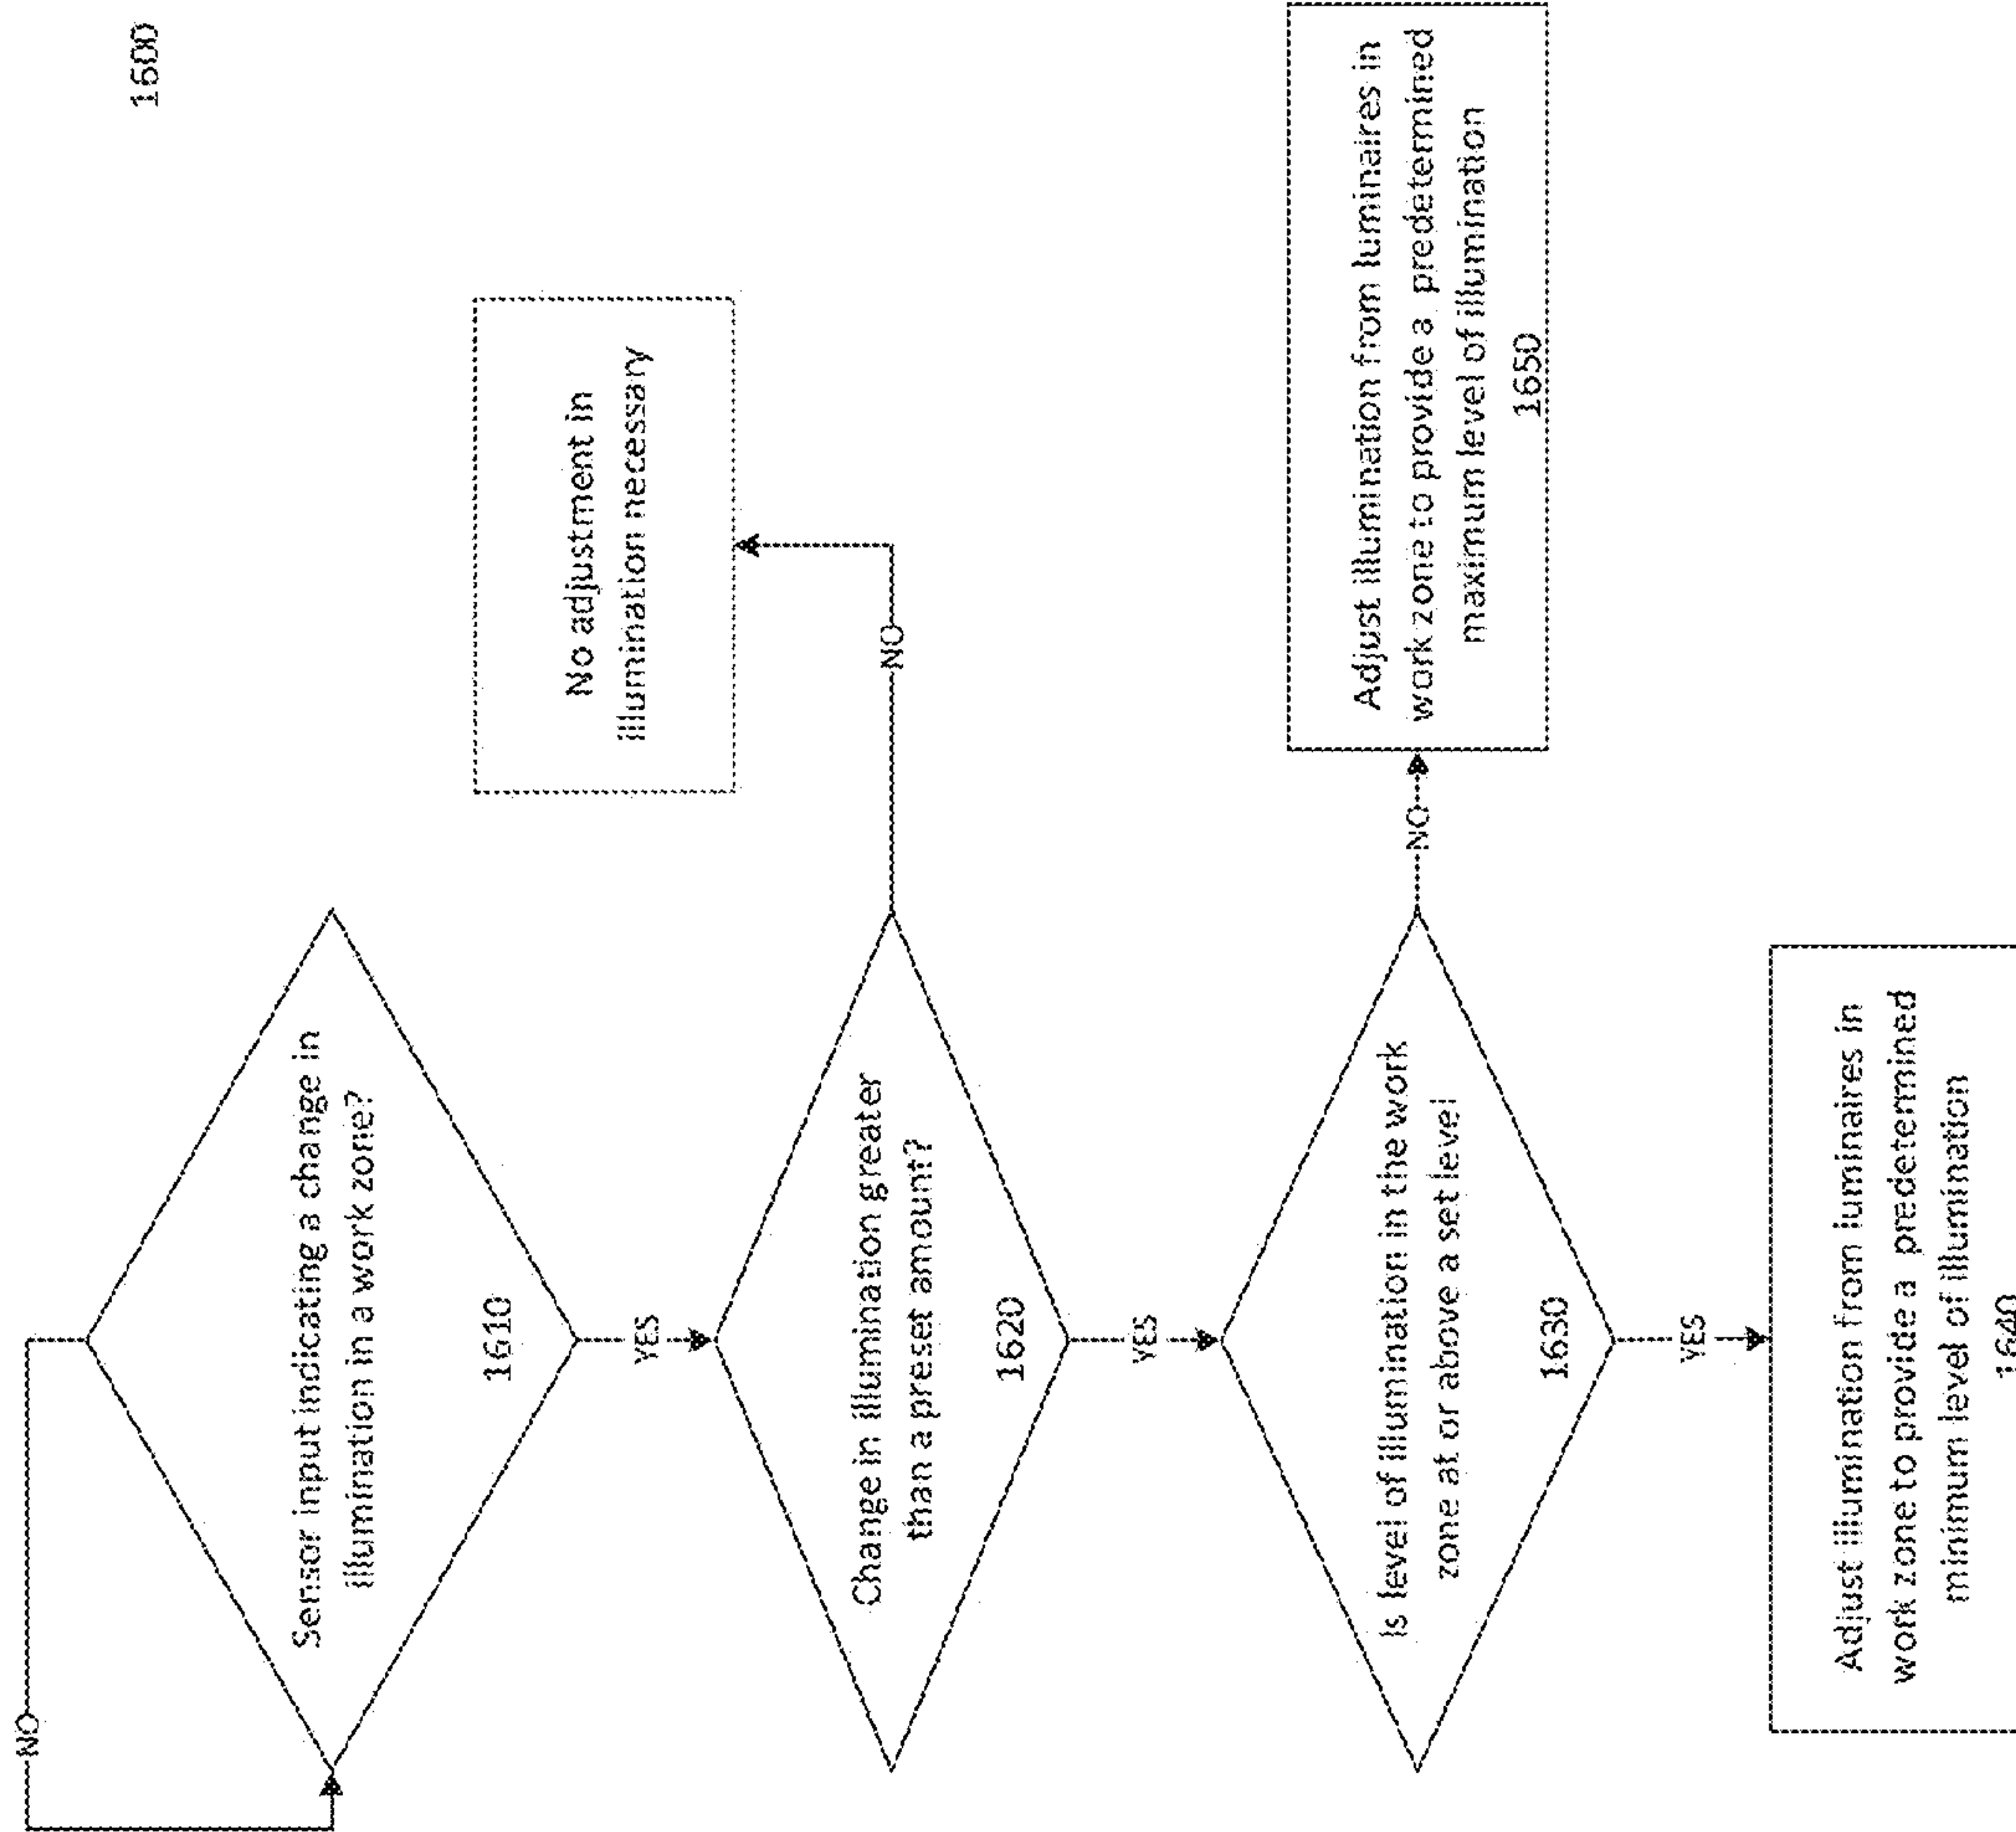 1600
NO
Sensor input indicating a change in
illumination in a work zone?
1610
YES
Change in illumination greater
than a preset amount?
1620
NO
No adjustment in
illumination necessary
YES
Is level of illumination in the work
zone at or above a set level
1630
NO
Adjust illumination from luminaires in
work zone to provide a predetermined
maximum level of illumination
1650
YES
Adjust illumination from luminaires in
work zone to provide a predetermined
minimum level of illumination
1640